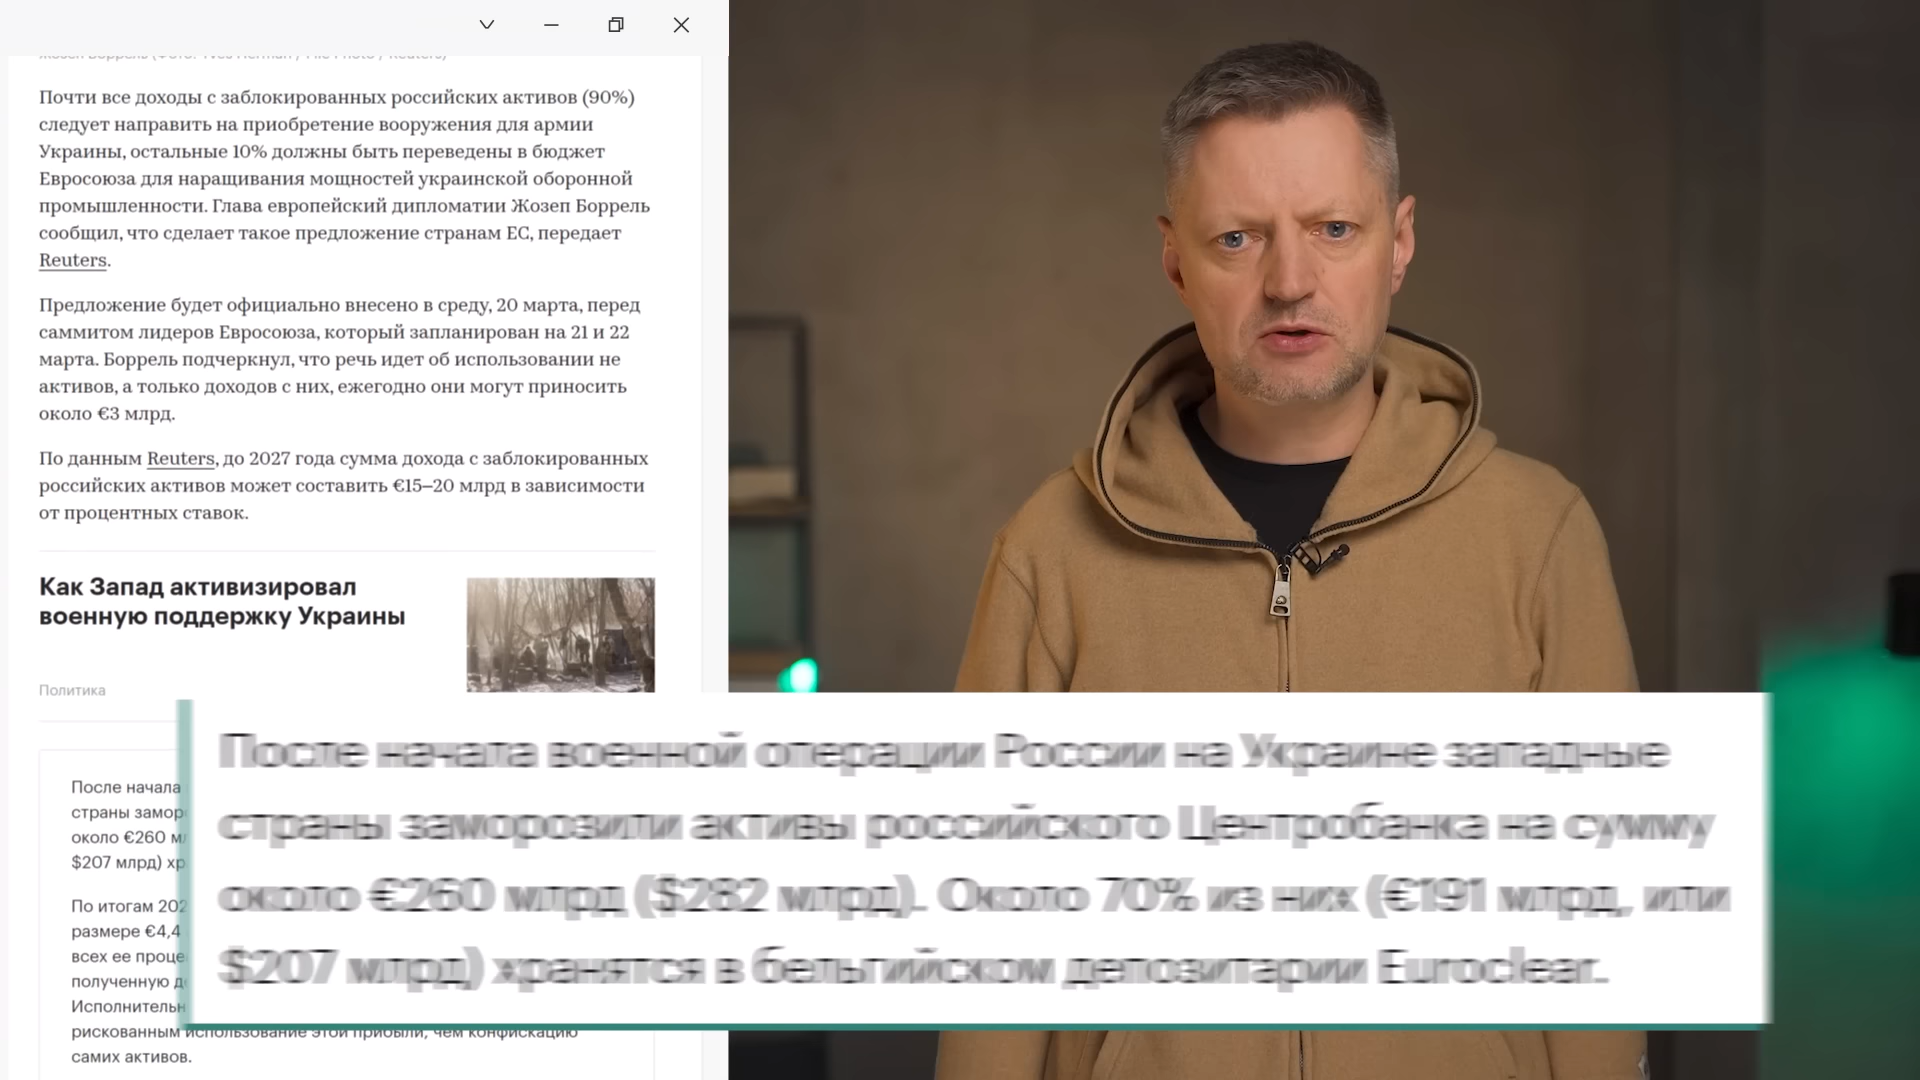 Почти все доходы с заблокированных российских активов (90%)
следует направить на приобретение вооружения для армии
Украины, остальные 10% должны быть переведены в бюджет
Евросоюза для наращивания мощностей украинской оборонной
промышленности. Глава европейский дипломатии Жозеп Боррель
сообщил, что сделает такое предложение странам ЕС, передает
Reuters.
Предложение будет официально внесено в среду, 20 марта, перед
саммитом лидеров Евросоюза, который запланирован на 21 и 22
марта. Боррель подчеркнул, что речь идет об использовании не
активов, а только доходов с них, ежегодно они могут приносить
около €3 млрд.
По данным Reuters, до 2027 года сумма дохода с заблокированных
российских активов может составить €15–20 млрд в зависимости
от процентных ставок.
Как Запад активизировал
военную поддержку Украины
Политика
После начала
страны замор
около €260 м
$207 млрд) хр
По итогам 202
размере €4,4
всех ее проце
полученную д
Исполнительн
рискованным использование этой прибыли, чем конфискацию
самих активов.
После начала военной операции России на Украине западные
страны заморозили активы российского Центробанка на сумму
около €260 млрд ($282 млрд). Около 70% из них (€191 млрд, или
$207 млрд) хранятся в бельгийском депозитарии Euroclear.